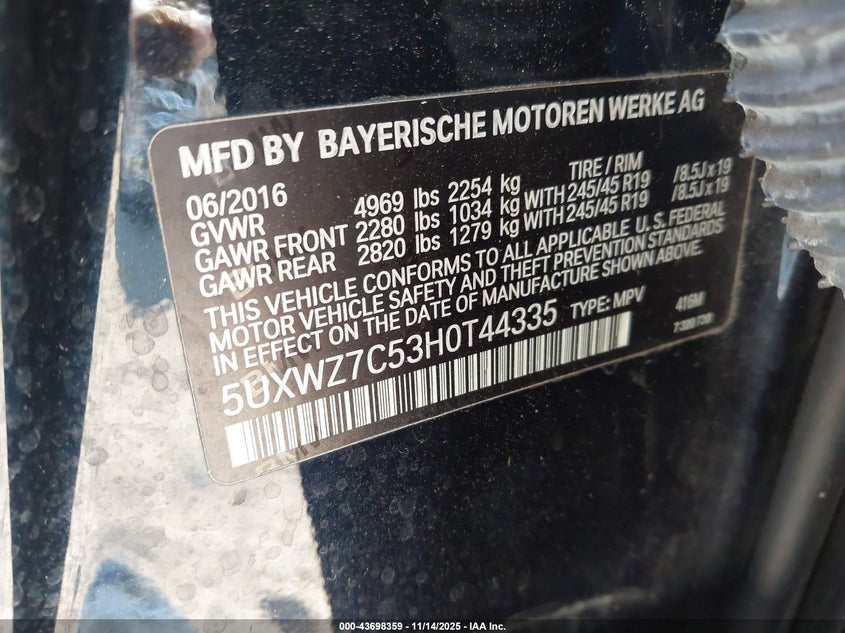 MFD BY BAYERISCHE MOTOREN WERKE AG
06/2016 TIRE / RIM
GVWR 4969 lbs 2254 kg
GAWR FRONT 2280 lbs 1034 kg WITH 245/45 R19 /8.5J x 19
GAWR REAR 2820 lbs 1279 kg WITH 245/45 R19 /8.5J x 19
THIS VEHICLE CONFORMS TO ALL APPLICABLE U.S. FEDERAL
MOTOR VEHICLE SAFETY AND THEFT PREVENTION STANDARDS
IN EFFECT ON THE DATE OF MANUFACTURE SHOWN ABOVE.
5UXWZ7C53H0T44335 TYPE: MPV 416M
000-43698359 | 11/14/2025 - IAA Inc.